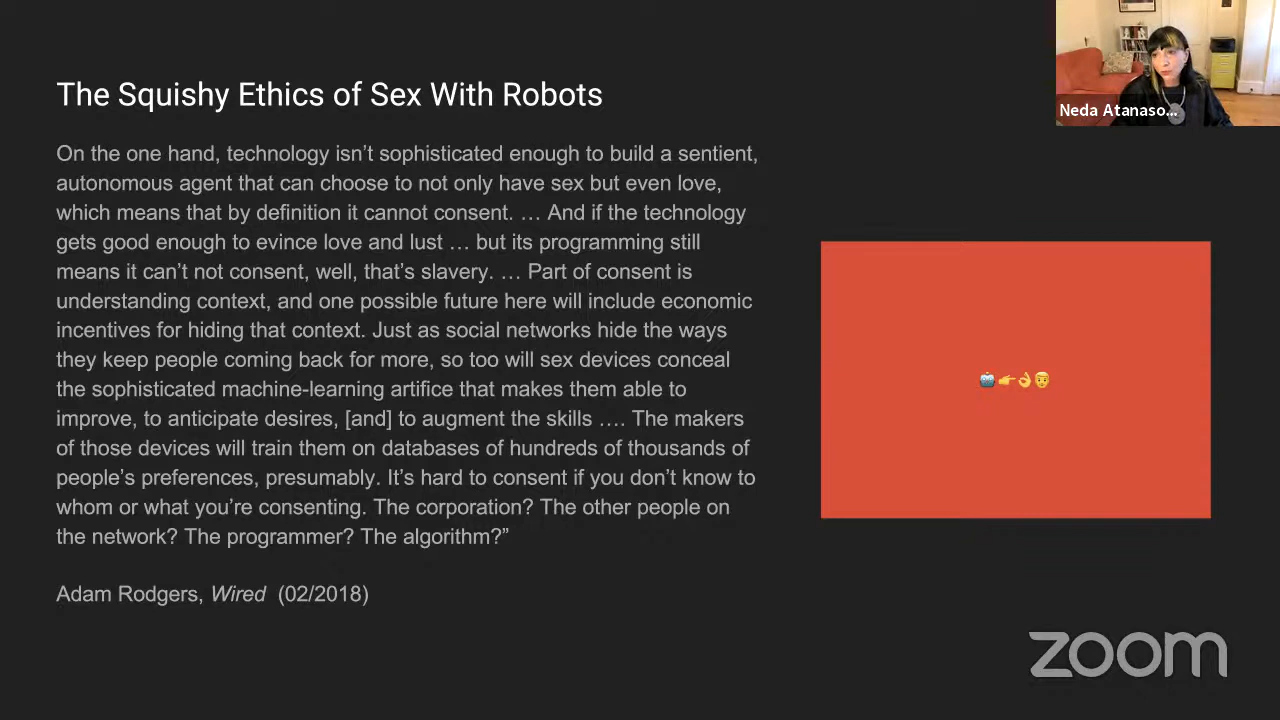 The Squishy Ethics of Sex With Robots
On the one hand, technology isn’t sophisticated enough to build a sentient,
autonomous agent that can choose to not only have sex but even love,
which means that by definition it cannot consent. … And if the technology
gets good enough to evince love and lust … but its programming still
means it can’t not consent, well, that’s slavery. … Part of consent is
understanding context, and one possible future here will include economic
incentives for hiding that context. Just as social networks hide the ways
they keep people coming back for more, so too will sex devices conceal
the sophisticated machine-learning artifice that makes them able to
improve, to anticipate desires, [and] to augment the skills …. The makers
of those devices will train them on databases of hundreds of thousands of
people’s preferences, presumably. It’s hard to consent if you don’t know to
whom or what you’re consenting. The corporation? The other people on
the network? The programmer? The algorithm?”
Adam Rodgers, Wired (02/2018)
Neda Atanaso...
zoom